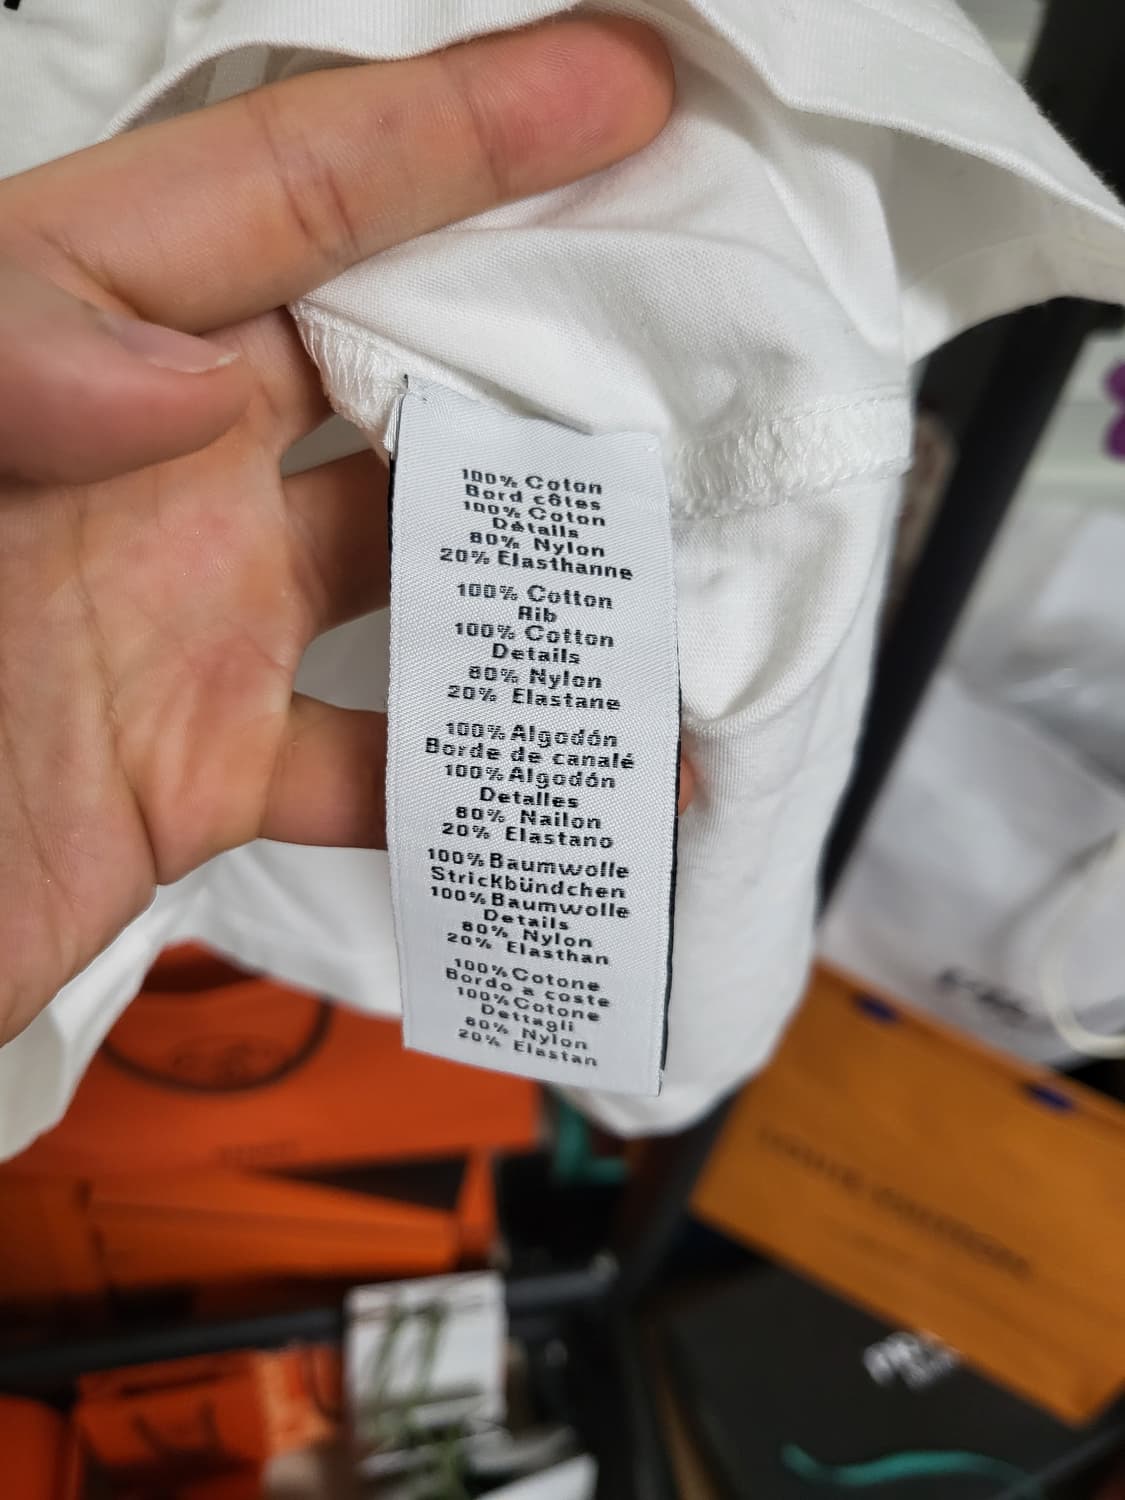 100% Coton
Bord côtes
100% Coton
Détails
80% Nylon
20% Elasthanne
100% Cotton
Rib
100% Cotton
Details
80% Nylon
20% Elastane
100% Algodón
Borde de canalé
100% Algodón
Detalles
80% Nailon
20% Elastano
100% Baumwolle
Strickbündchen
100% Baumwolle
Details
80% Nylon
20% Elasthan
100% Cotone
Bordo a coste
100% Cotone
Dettagli
80% Nylon
20% Elastan
LOUIS VUITTON